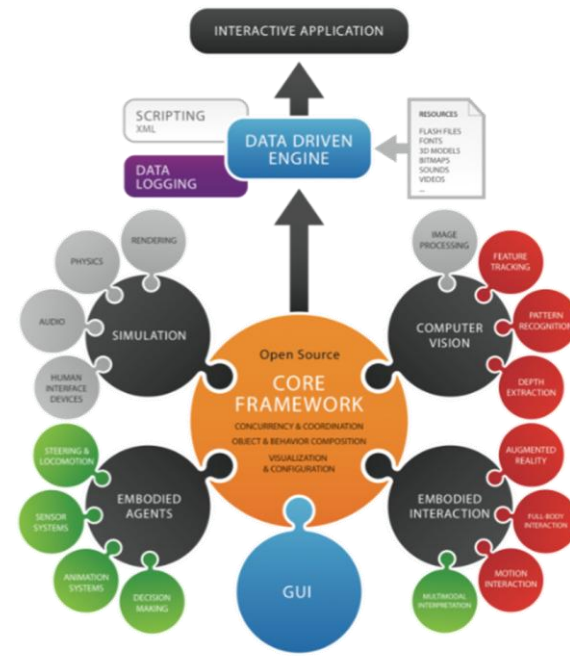 INTERACTIVE APPLICATION
SCRIPTING
XML
DATA DRIVEN
ENGINE
DATA
LOGGING
RESOURCES
FLASH FILES
FONTS
3D MODELS
BITMAPS
SOUNDS
VIDEOS
...
RENDERING
PHYSICS
AUDIO
HUMAN
INTERFACE
DEVICES
SIMULATION
IMAGE
PROCESSING
FEATURE
TRACKING
PATTERN
RECOGNITION
DEPTH
EXTRACTION
COMPUTER
VISION
Open Source
CORE
FRAMEWORK
CONCURRENCY & COORDINATION
OBJECT & BEHAVIOR COMPOSITION
VISUALIZATION
& CONFIGURATION
STEERING &
LOCOMOTION
SENSOR
SYSTEMS
ANIMATION
SYSTEMS
DECISION
MAKING
EMBODIED
AGENTS
AUGMENTED
REALITY
FULL-BODY
INTERACTION
MOTION
INTERACTION
MULTIMODAL
INTERPRETATION
EMBODIED
INTERACTION
GUI